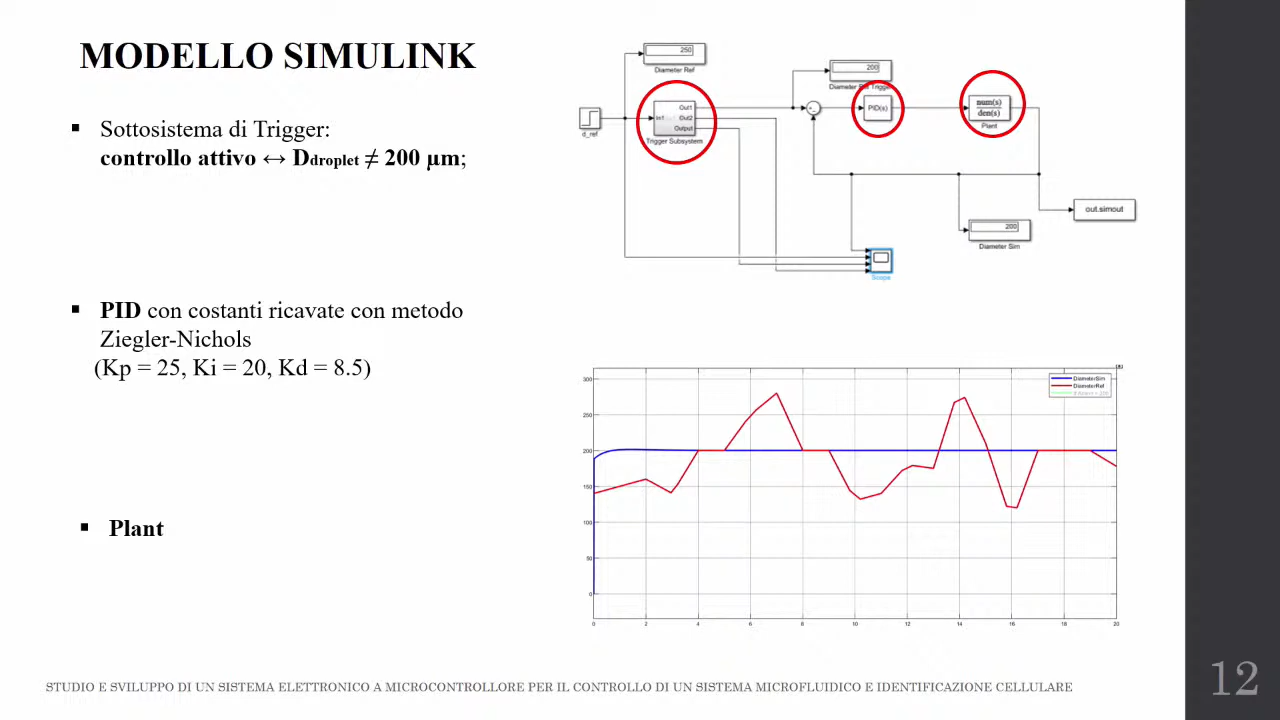 MODELLO SIMULINK
▪ Sottosistema di Trigger:
controllo attivo ↔ Ddroplet ≠ 200 µm;
▪ PID con costanti ricavate con metodo
Ziegler-Nichols
(Kp = 25, Ki = 20, Kd = 8.5)
▪ Plant
250
Diameter Ref
200
d_ref
In1
Out1
Out2
Output
Trigger Subsystem
PID(s)
num(s)
den(s)
Plant
out.simout
200
Diameter Sim
Scope
DiameterSim
DiameterRef
300
250
200
150
100
50
0
0 2 4 6 8 10 12 14 16 18 20
STUDIO E SVILUPPO DI UN SISTEMA ELETTRONICO A MICROCONTROLLORE PER IL CONTROLLO DI UN SISTEMA MICROFLUIDICO E IDENTIFICAZIONE CELLULARE
12